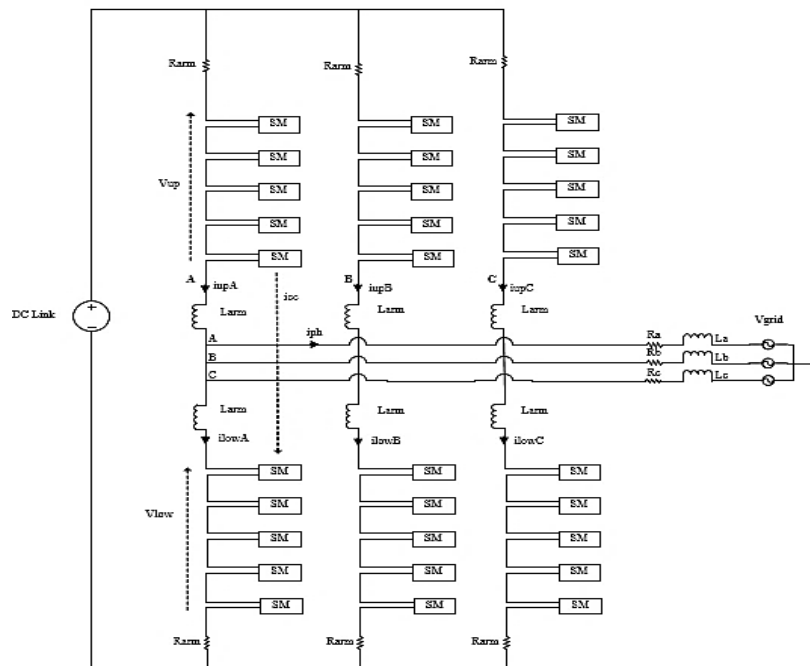 Rarm Rarm Rarm
SM SM SM
SM SM SM
Vup SM SM SM
SM SM SM
SM SM SM
A B C
iupA isc iupB iupC
DC Link Larm Larm Larm Vgrid
A iph Ra La
B Rb Lb
C Rc Lc
Larm Larm Larm
ilowA ilowB ilowC
SM SM SM
Vlow SM SM SM
SM SM SM
SM SM SM
SM SM SM
Rarm Rarm Rarm